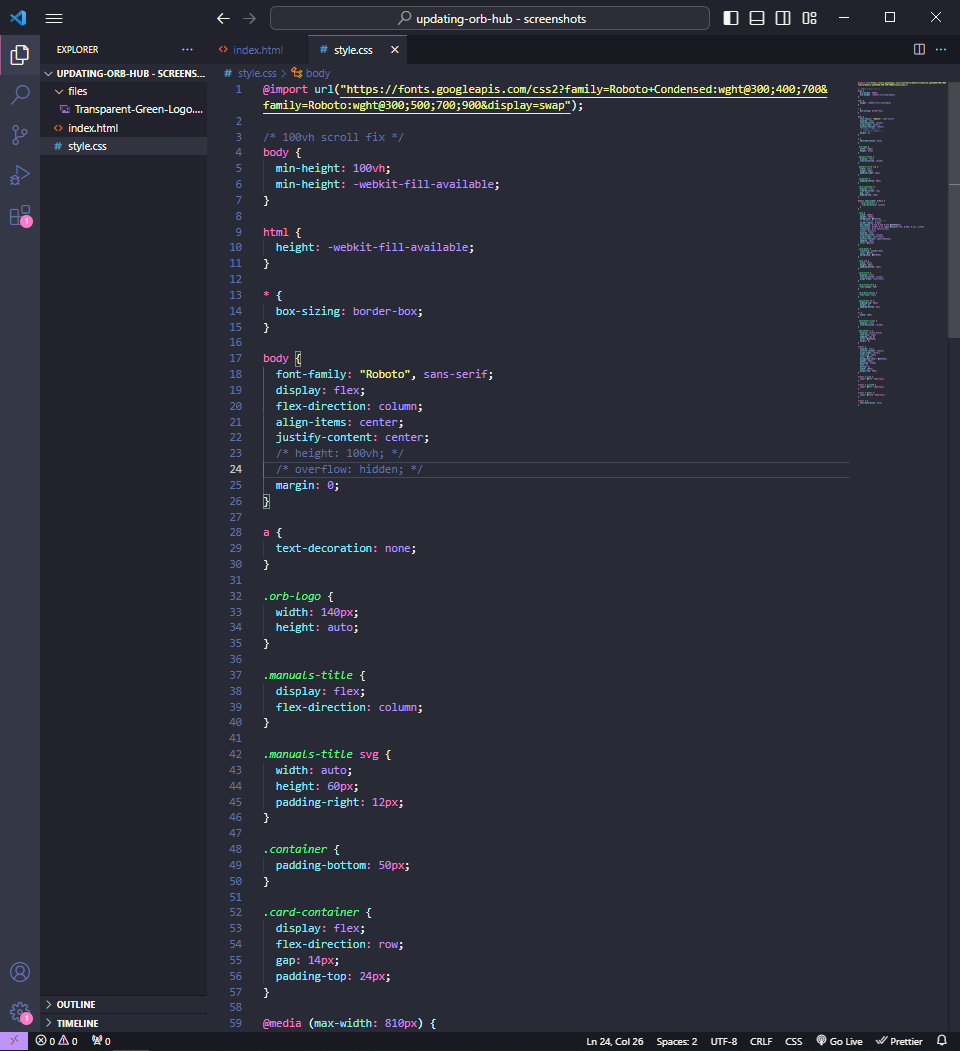 updating-orb-hub - screenshots
EXPLORER
index.html
style.css
UPDATING-ORB-HUB - SCREENS...
files
Transparent-Green-Logo....
index.html
style.css
style.css > body
1 @import url("https://fonts.googleapis.com/css2?family=Roboto+Condensed:wght@300;400;700&
family=Roboto:wght@300;500;700;900&display=swap");
2
3 /* 100vh scroll fix */
4 body {
5 min-height: 100vh;
6 min-height: -webkit-fill-available;
7 }
8
9 html {
10 height: -webkit-fill-available;
11 }
12
13 * {
14 box-sizing: border-box;
15 }
16
17 body {
18 font-family: "Roboto", sans-serif;
19 display: flex;
20 flex-direction: column;
21 align-items: center;
22 justify-content: center;
23 /* height: 100vh; */
24 /* overflow: hidden; */
25 margin: 0;
26 }
27
28 a {
29 text-decoration: none;
30 }
31
32 .orb-logo {
33 width: 140px;
34 height: auto;
35 }
36
37 .manuals-title {
38 display: flex;
39 flex-direction: column;
40 }
41
42 .manuals-title svg {
43 width: auto;
44 height: 60px;
45 padding-right: 12px;
46 }
47
48 .container {
49 padding-bottom: 50px;
50 }
51
52 .card-container {
53 display: flex;
54 flex-direction: row;
55 gap: 14px;
56 padding-top: 24px;
57 }
58
59 @media (max-width: 810px) {
1
OUTLINE
1
TIMELINE
0 0 0
Ln 24, Col 26 Spaces: 2 UTF-8 CRLF CSS Go Live Prettier